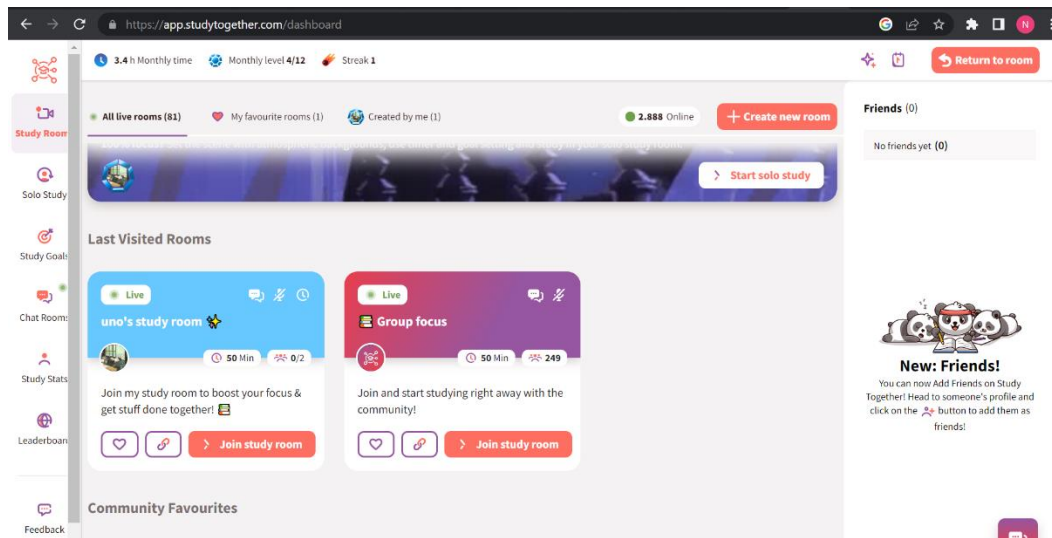 https://app.studytogether.com/dashboard
N
3.4 h Monthly time
Monthly level 4/12
Streak 1
Return to room
Study Room
Solo Study
Study Goals
Chat Rooms
Study Stats
Leaderboar
Feedback
All live rooms (81)
My favourite rooms (1)
Created by me (1)
2.888 Online
+ Create new room
Start solo study
Last Visited Rooms
Live
uno's study room
50 Min
0/2
Join my study room to boost your focus &
get stuff done together!
Join study room
Live
Group focus
50 Min
249
Join and start studying right away with the
community!
Join study room
Community Favourites
Friends (0)
No friends yet (0)
New: Friends!
You can now Add Friends on Study
Together! Head to someone's profile and
click on the button to add them as
friends!